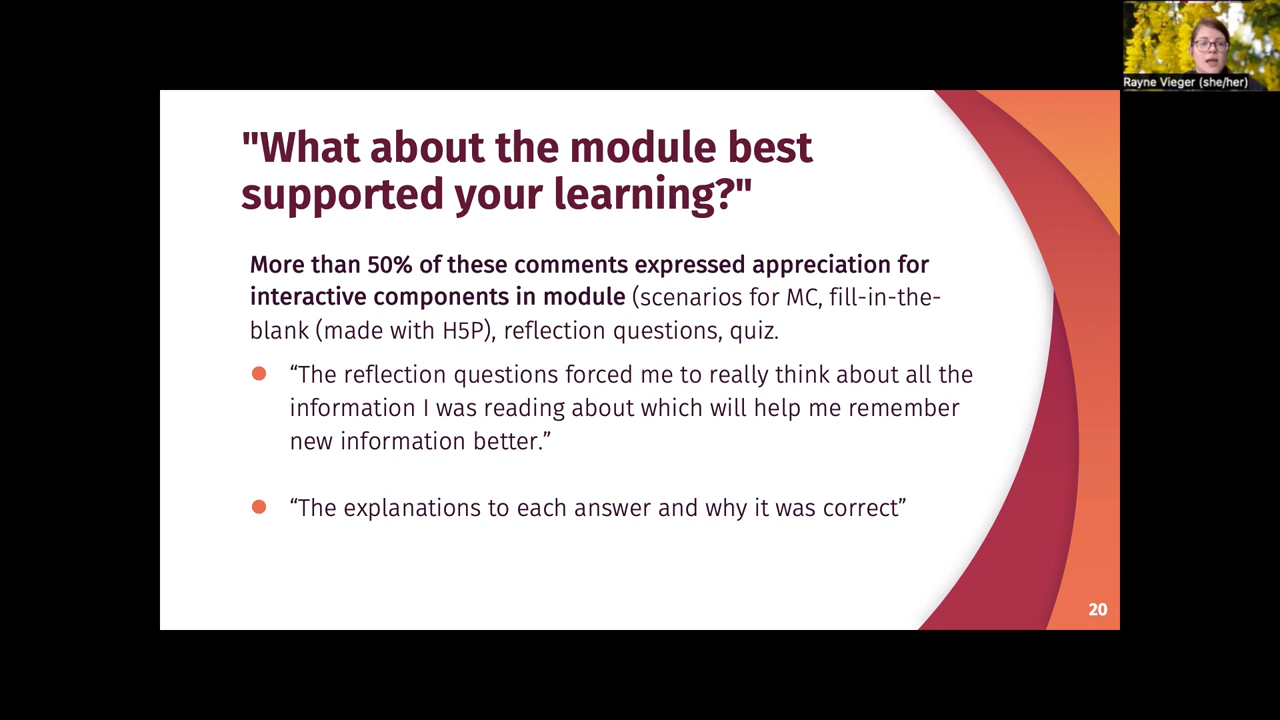 Rayne Vieger (she/her)
"What about the module best
supported your learning?"
More than 50% of these comments expressed appreciation for
interactive components in module (scenarios for MC, fill-in-the-
blank (made with H5P), reflection questions, quiz.
● “The reflection questions forced me to really think about all the
information I was reading about which will help me remember
new information better.”
● “The explanations to each answer and why it was correct”
20